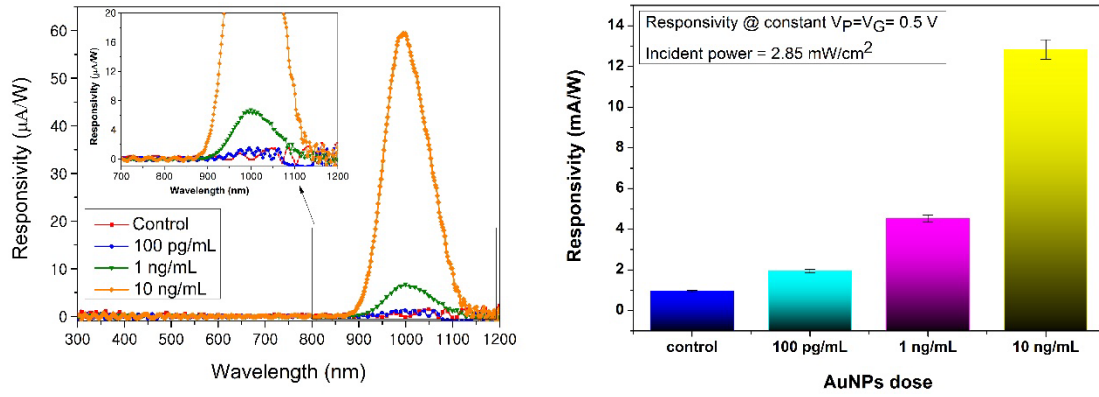 60
50
40
30
20
10
0
Responsivity (μA/W)
300 400 500 600 700 800 900 1000 1100 1200
Wavelength (nm)
Control
100 pg/mL
1 ng/mL
10 ng/mL
20
16
12
8
4
0
Responsivity (μA/W)
700 800 900 1000 1100 1200
Wavelength (nm)
Responsivity @ constant VP=VG= 0.5 V
Incident power = 2.85 mW/cm²
14
12
10
8
6
4
2
0
Responsivity (mA/W)
control 100 pg/mL 1 ng/mL 10 ng/mL
AuNPs dose